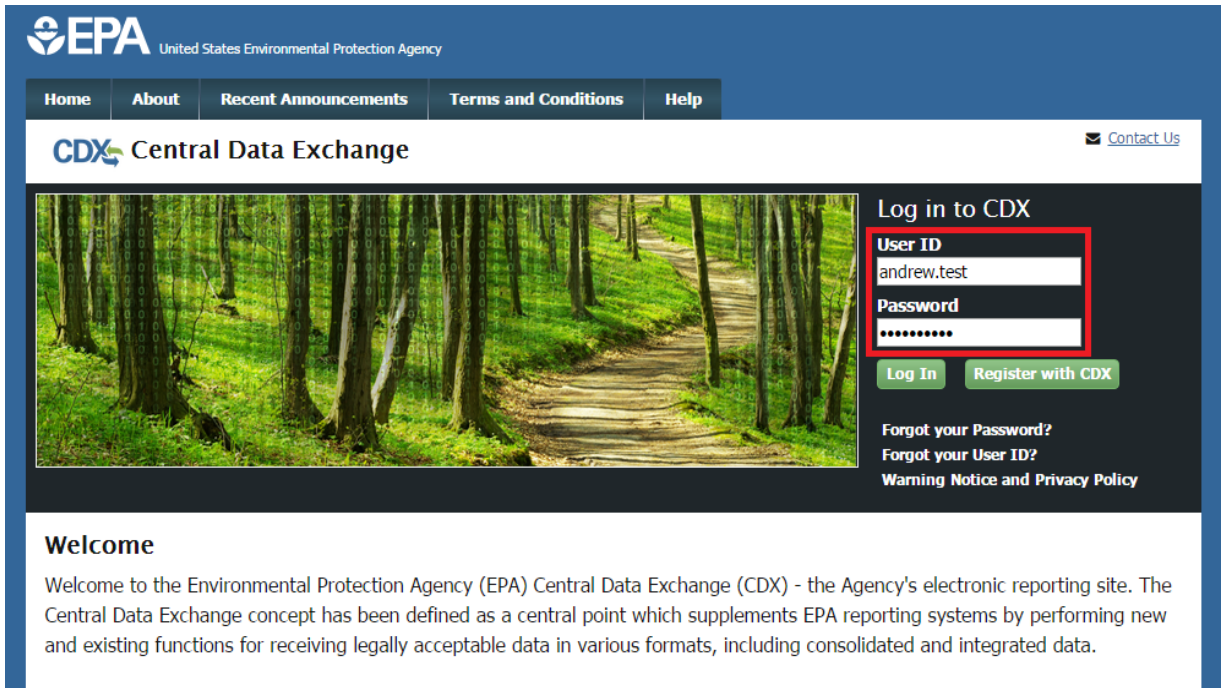 EPA United States Environmental Protection Agency
Home About Recent Announcements Terms and Conditions Help
CDX Central Data Exchange
Contact Us
Log in to CDX
User ID
andrew.test
Password
••••••••••
Log In Register with CDX
Forgot your Password?
Forgot your User ID?
Warning Notice and Privacy Policy
Welcome
Welcome to the Environmental Protection Agency (EPA) Central Data Exchange (CDX) - the Agency's electronic reporting site. The
Central Data Exchange concept has been defined as a central point which supplements EPA reporting systems by performing new
and existing functions for receiving legally acceptable data in various formats, including consolidated and integrated data.